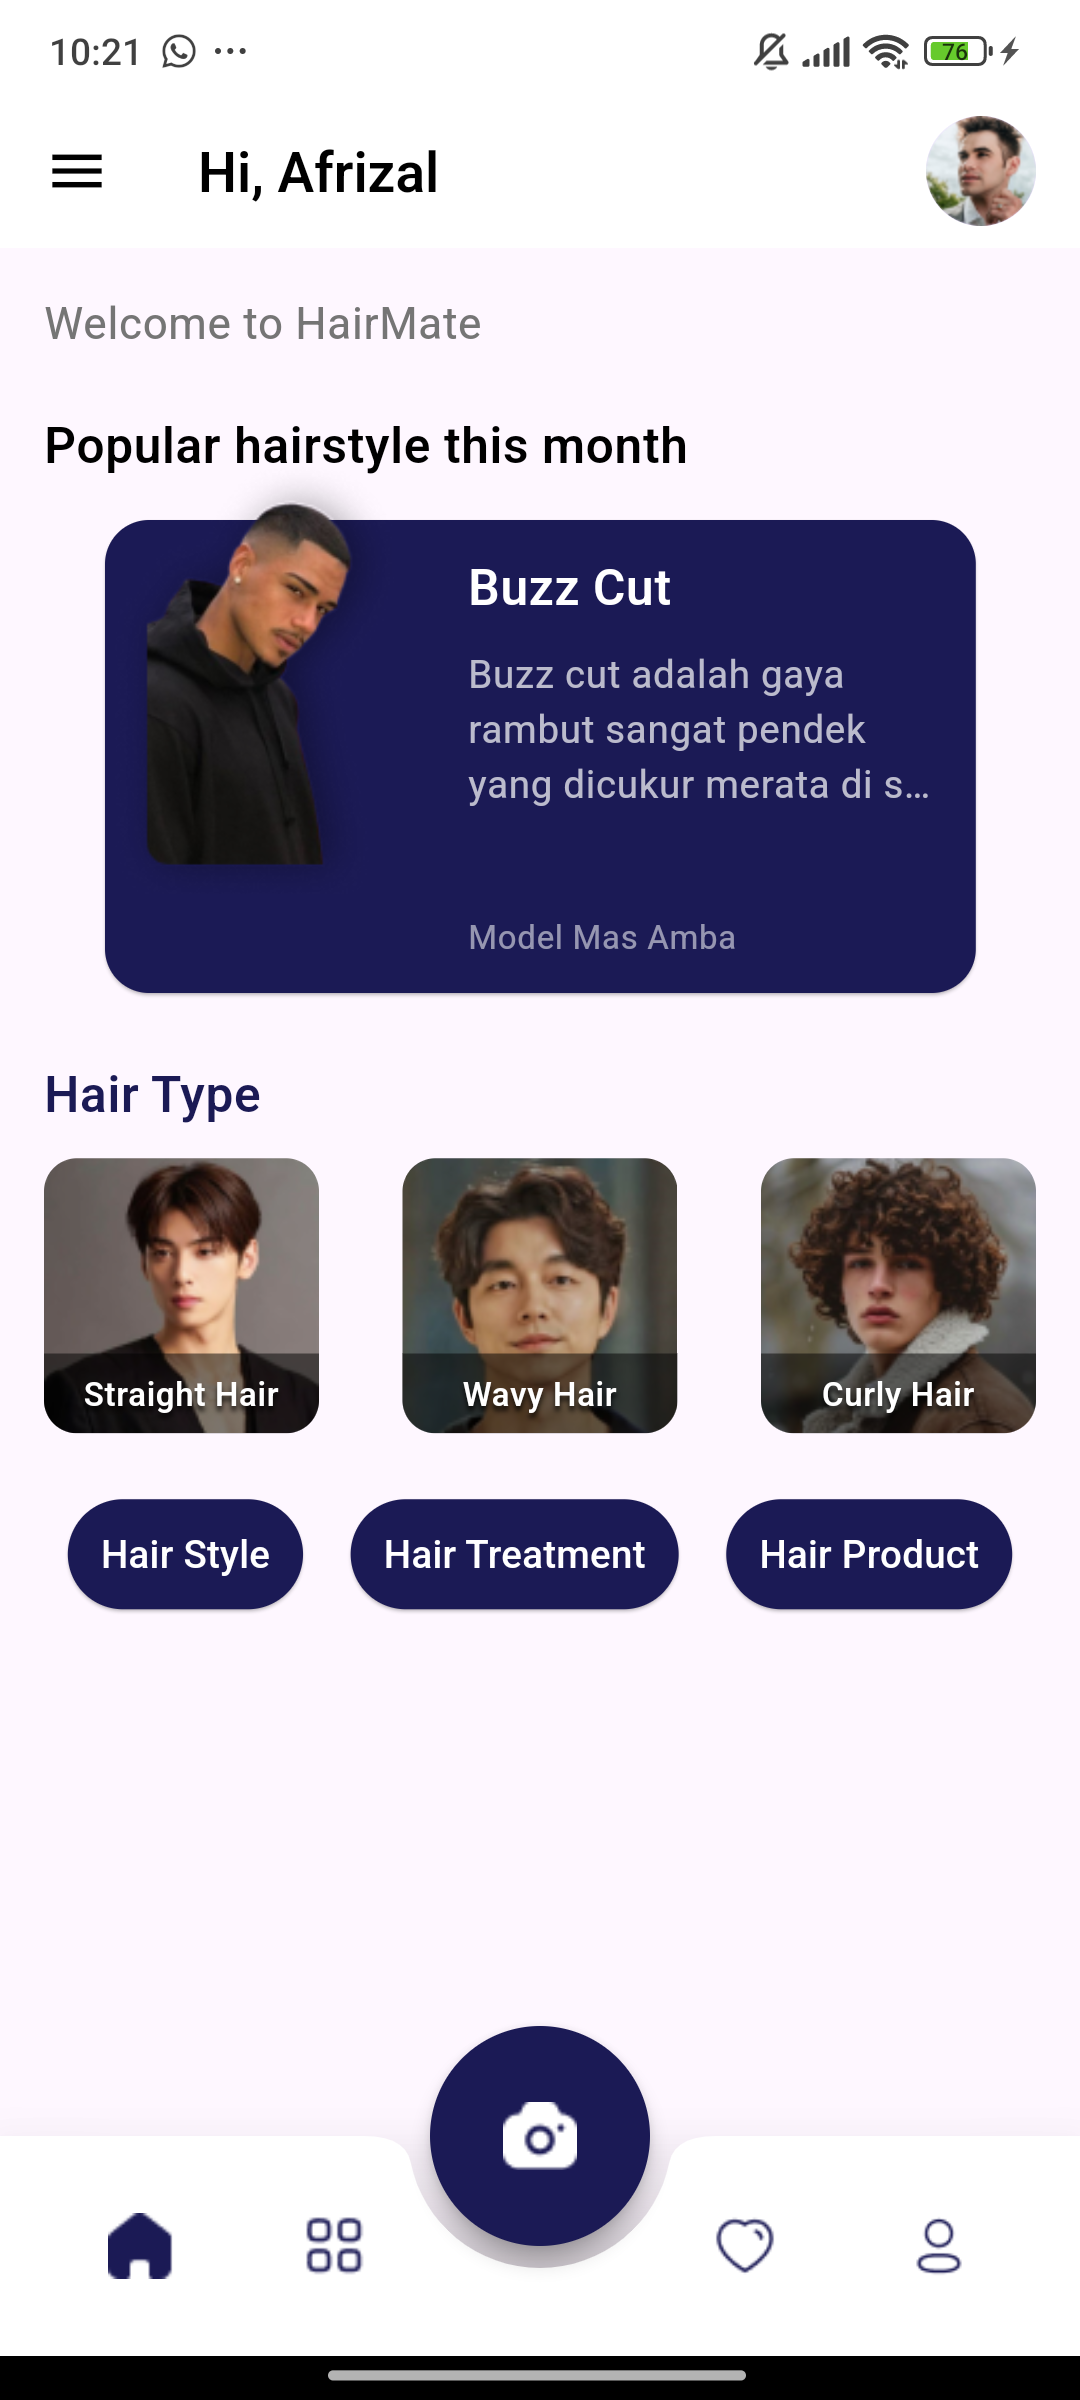 10:21
76
Hi, Afrizal
Welcome to HairMate
Popular hairstyle this month
Buzz Cut
Buzz cut adalah gaya
rambut sangat pendek
yang dicukur merata di s...
Model Mas Amba
Hair Type
Straight Hair
Wavy Hair
Curly Hair
Hair Style
Hair Treatment
Hair Product